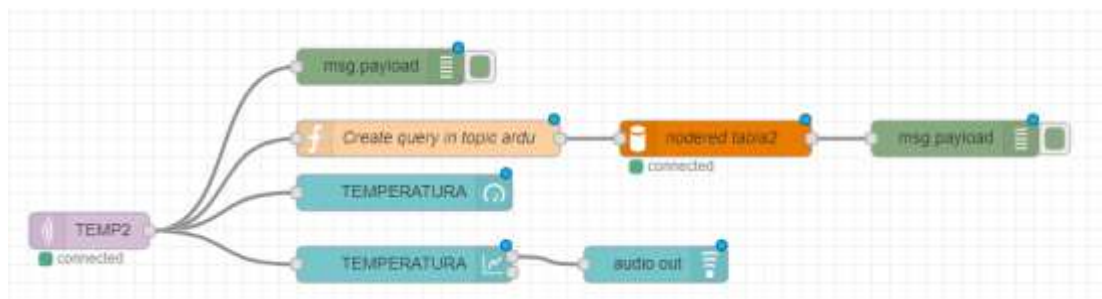 msg.payload
Create query in topic ardu
nodered tabla2
msg.payload
connected
TEMPERATURA
TEMP2
connected
TEMPERATURA
audio out